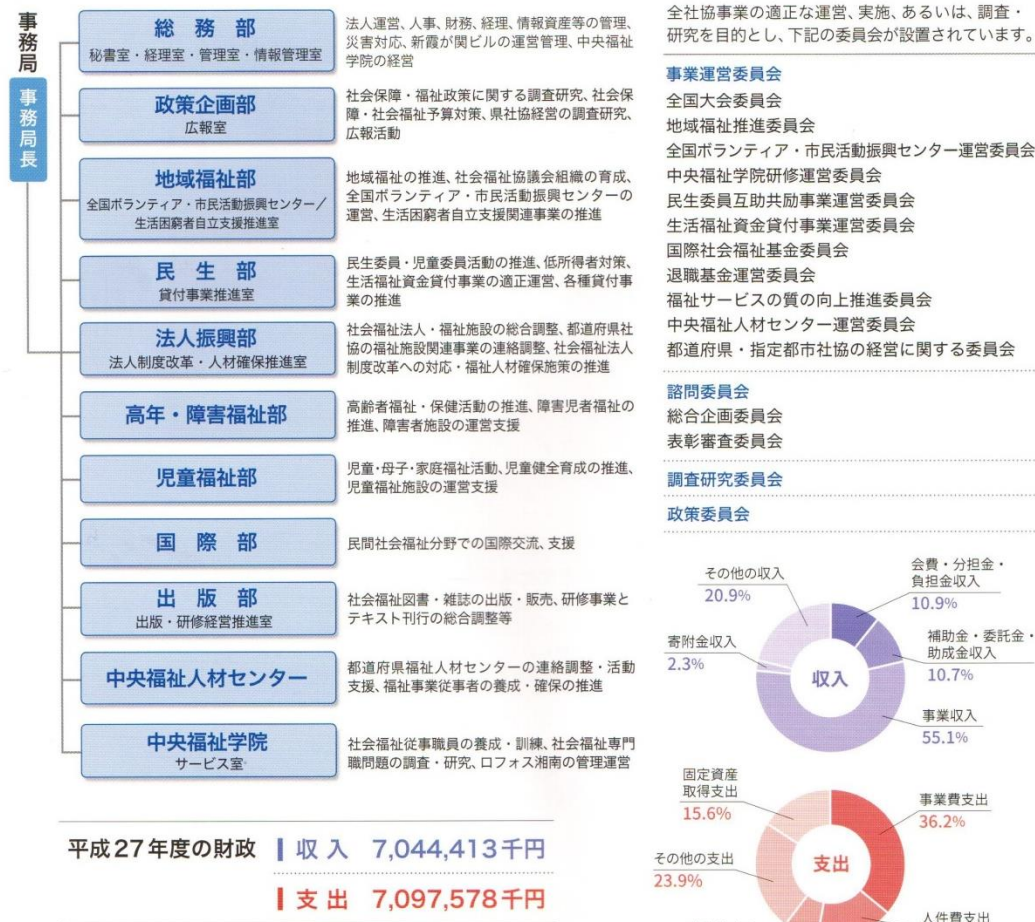 事務局
事務局長
総務部
秘書室・経理室・管理室・情報管理室
法人運営、人事、財務、経理、情報資産等の管理、
災害対応、新霞が関ビルの運営管理、中央福祉
学院の経営
政策企画部
広報室
社会保障・福祉政策に関する調査研究、社会保
障・社会福祉予算対策、県社協経営の調査研究、
広報活動
地域福祉部
全国ボランティア・市民活動振興センター/
生活困窮者自立支援推進室
地域福祉の推進、社会福祉協議会組織の育成、
全国ボランティア・市民活動振興センターの
運営、生活困窮者自立支援関連事業の推進
民生部
貸付事業推進室
民生委員・児童委員活動の推進、低所得者対策、
生活福祉資金貸付事業の適正運営、各種貸付事
業の推進
法人振興部
法人制度改革・人材確保推進室
社会福祉法人・福祉施設の総合調整、都道府県社
協の福祉施設関連事業の連絡調整、社会福祉法人
制度改革への対応・福祉人材確保施策の推進
高年・障害福祉部
高齢者福祉・保健活動の推進、障害児者福祉の
推進、障害者施設の運営支援
児童福祉部
児童・母子・家庭福祉活動、児童健全育成の推進、
児童福祉施設の運営支援
国際部
民間社会福祉分野での国際交流、支援
出版部
出版・研修経営推進室
社会福祉図書・雑誌の出版・販売、研修事業と
テキスト刊行の総合調整等
中央福祉人材センター
都道府県福祉人材センターの連絡調整・活動
支援、福祉事業従事者の養成・確保の推進
中央福祉学院
サービス室
社会福祉従事職員の養成・訓練、社会福祉専門
職問題の調査・研究、ロフォス湘南の管理運営
平成27年度の財政
収入 7,044,413千円
支出 7,097,578千円
全社協事業の適正な運営、実施、あるいは、調査・
研究を目的とし、下記の委員会が設置されています。
事業運営委員会
全国大会委員会
地域福祉推進委員会
全国ボランティア・市民活動振興センター運営委員会
中央福祉学院研修運営委員会
民生委員互助共励事業運営委員会
生活福祉資金貸付事業運営委員会
国際社会福祉基金委員会
退職基金運営委員会
福祉サービスの質の向上推進委員会
中央福祉人材センター運営委員会
都道府県・指定都市社協の経営に関する委員会
諮問委員会
総合企画委員会
表彰審査委員会
調査研究委員会
政策委員会
収入
会費・分担金・
負担金収入
10.9%
補助金・委託金・
助成金収入
10.7%
事業収入
55.1%
寄附金収入
2.3%
その他の収入
20.9%
支出
事業費支出
36.2%
人件費支出
その他の支出
23.9%
固定資産
取得支出
15.6%